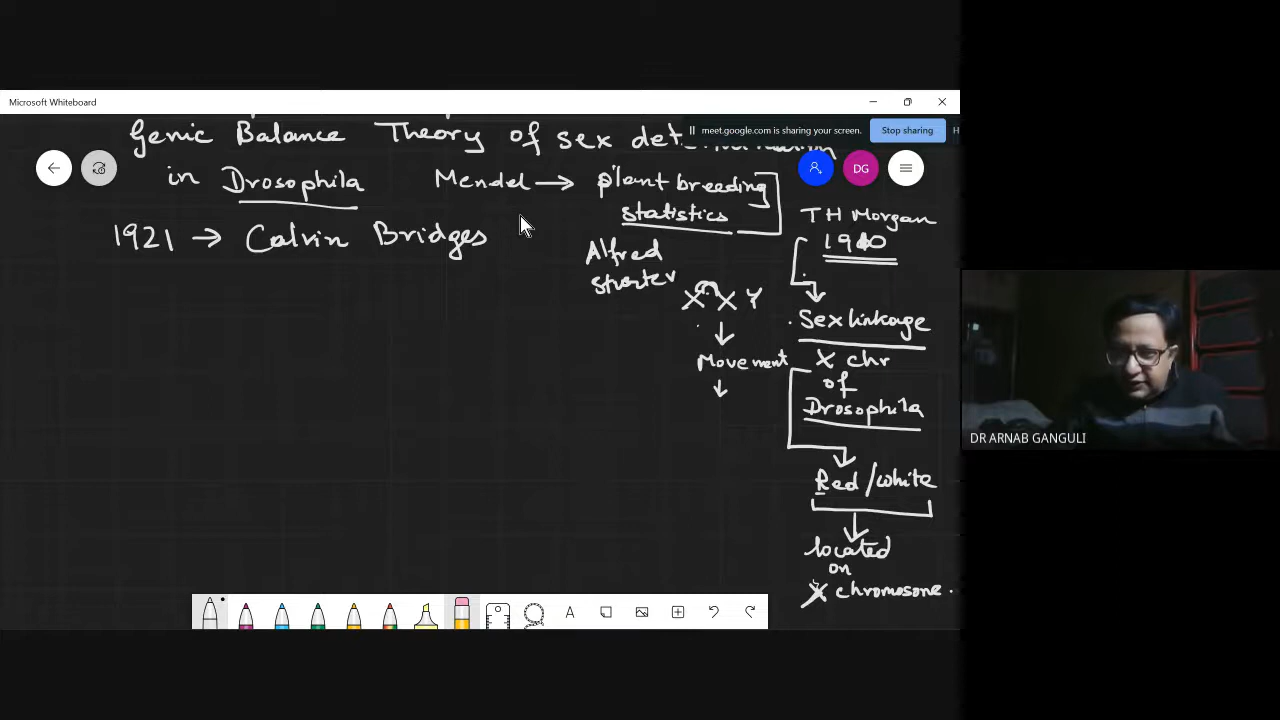 Microsoft Whiteboard
meet.google.com is sharing your screen.
Stop sharing
H
Genic Balance Theory of sex
in Drosophila
DG
Mendel → plant breeding
statistics
1921 → Calvin Bridges
Alfred
X X Y
↓
Movement
↓
TH Morgan
1910
Sex linkage
X chr
of
Drosophila
Red/white
located
on
X chromosome.
A
DR ARNAB GANGULI